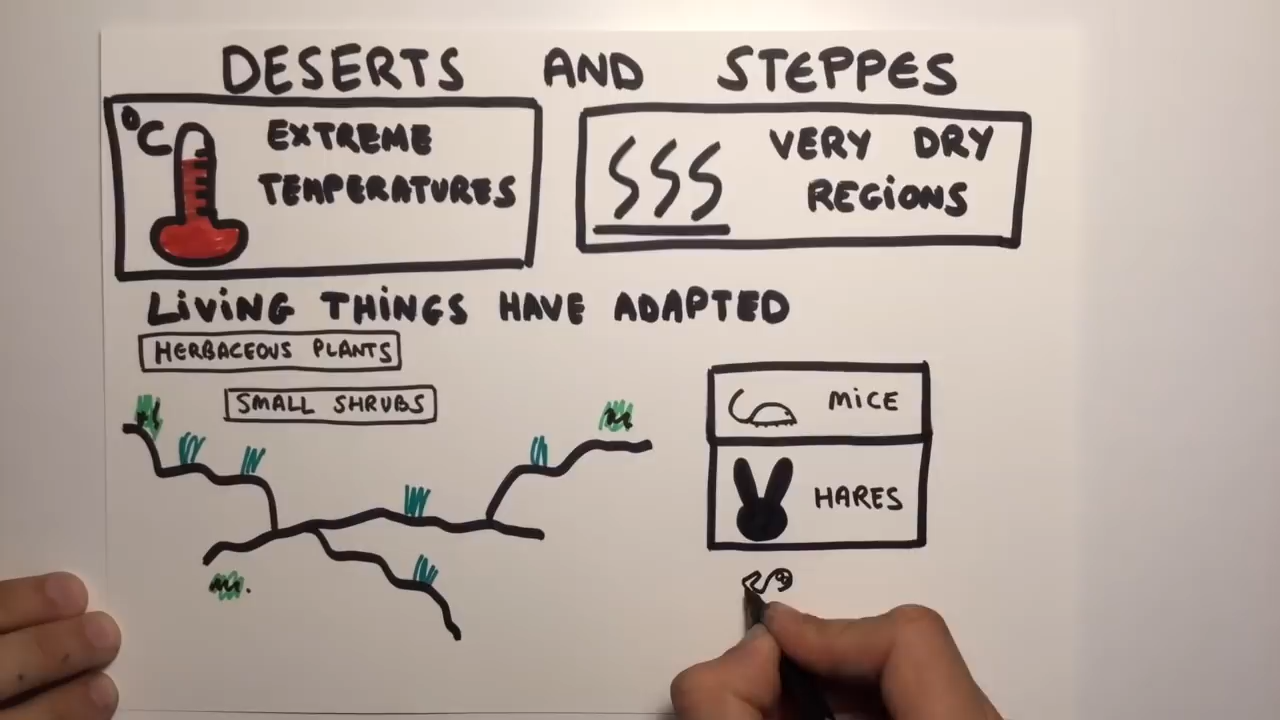 DESERTS AND STEPPES
°C
EXTREME
TEMPERATURES
VERY DRY
REGIONS
LIVING THINGS HAVE ADAPTED
HERBACEOUS PLANTS
SMALL SHRUBS
MICE
HARES